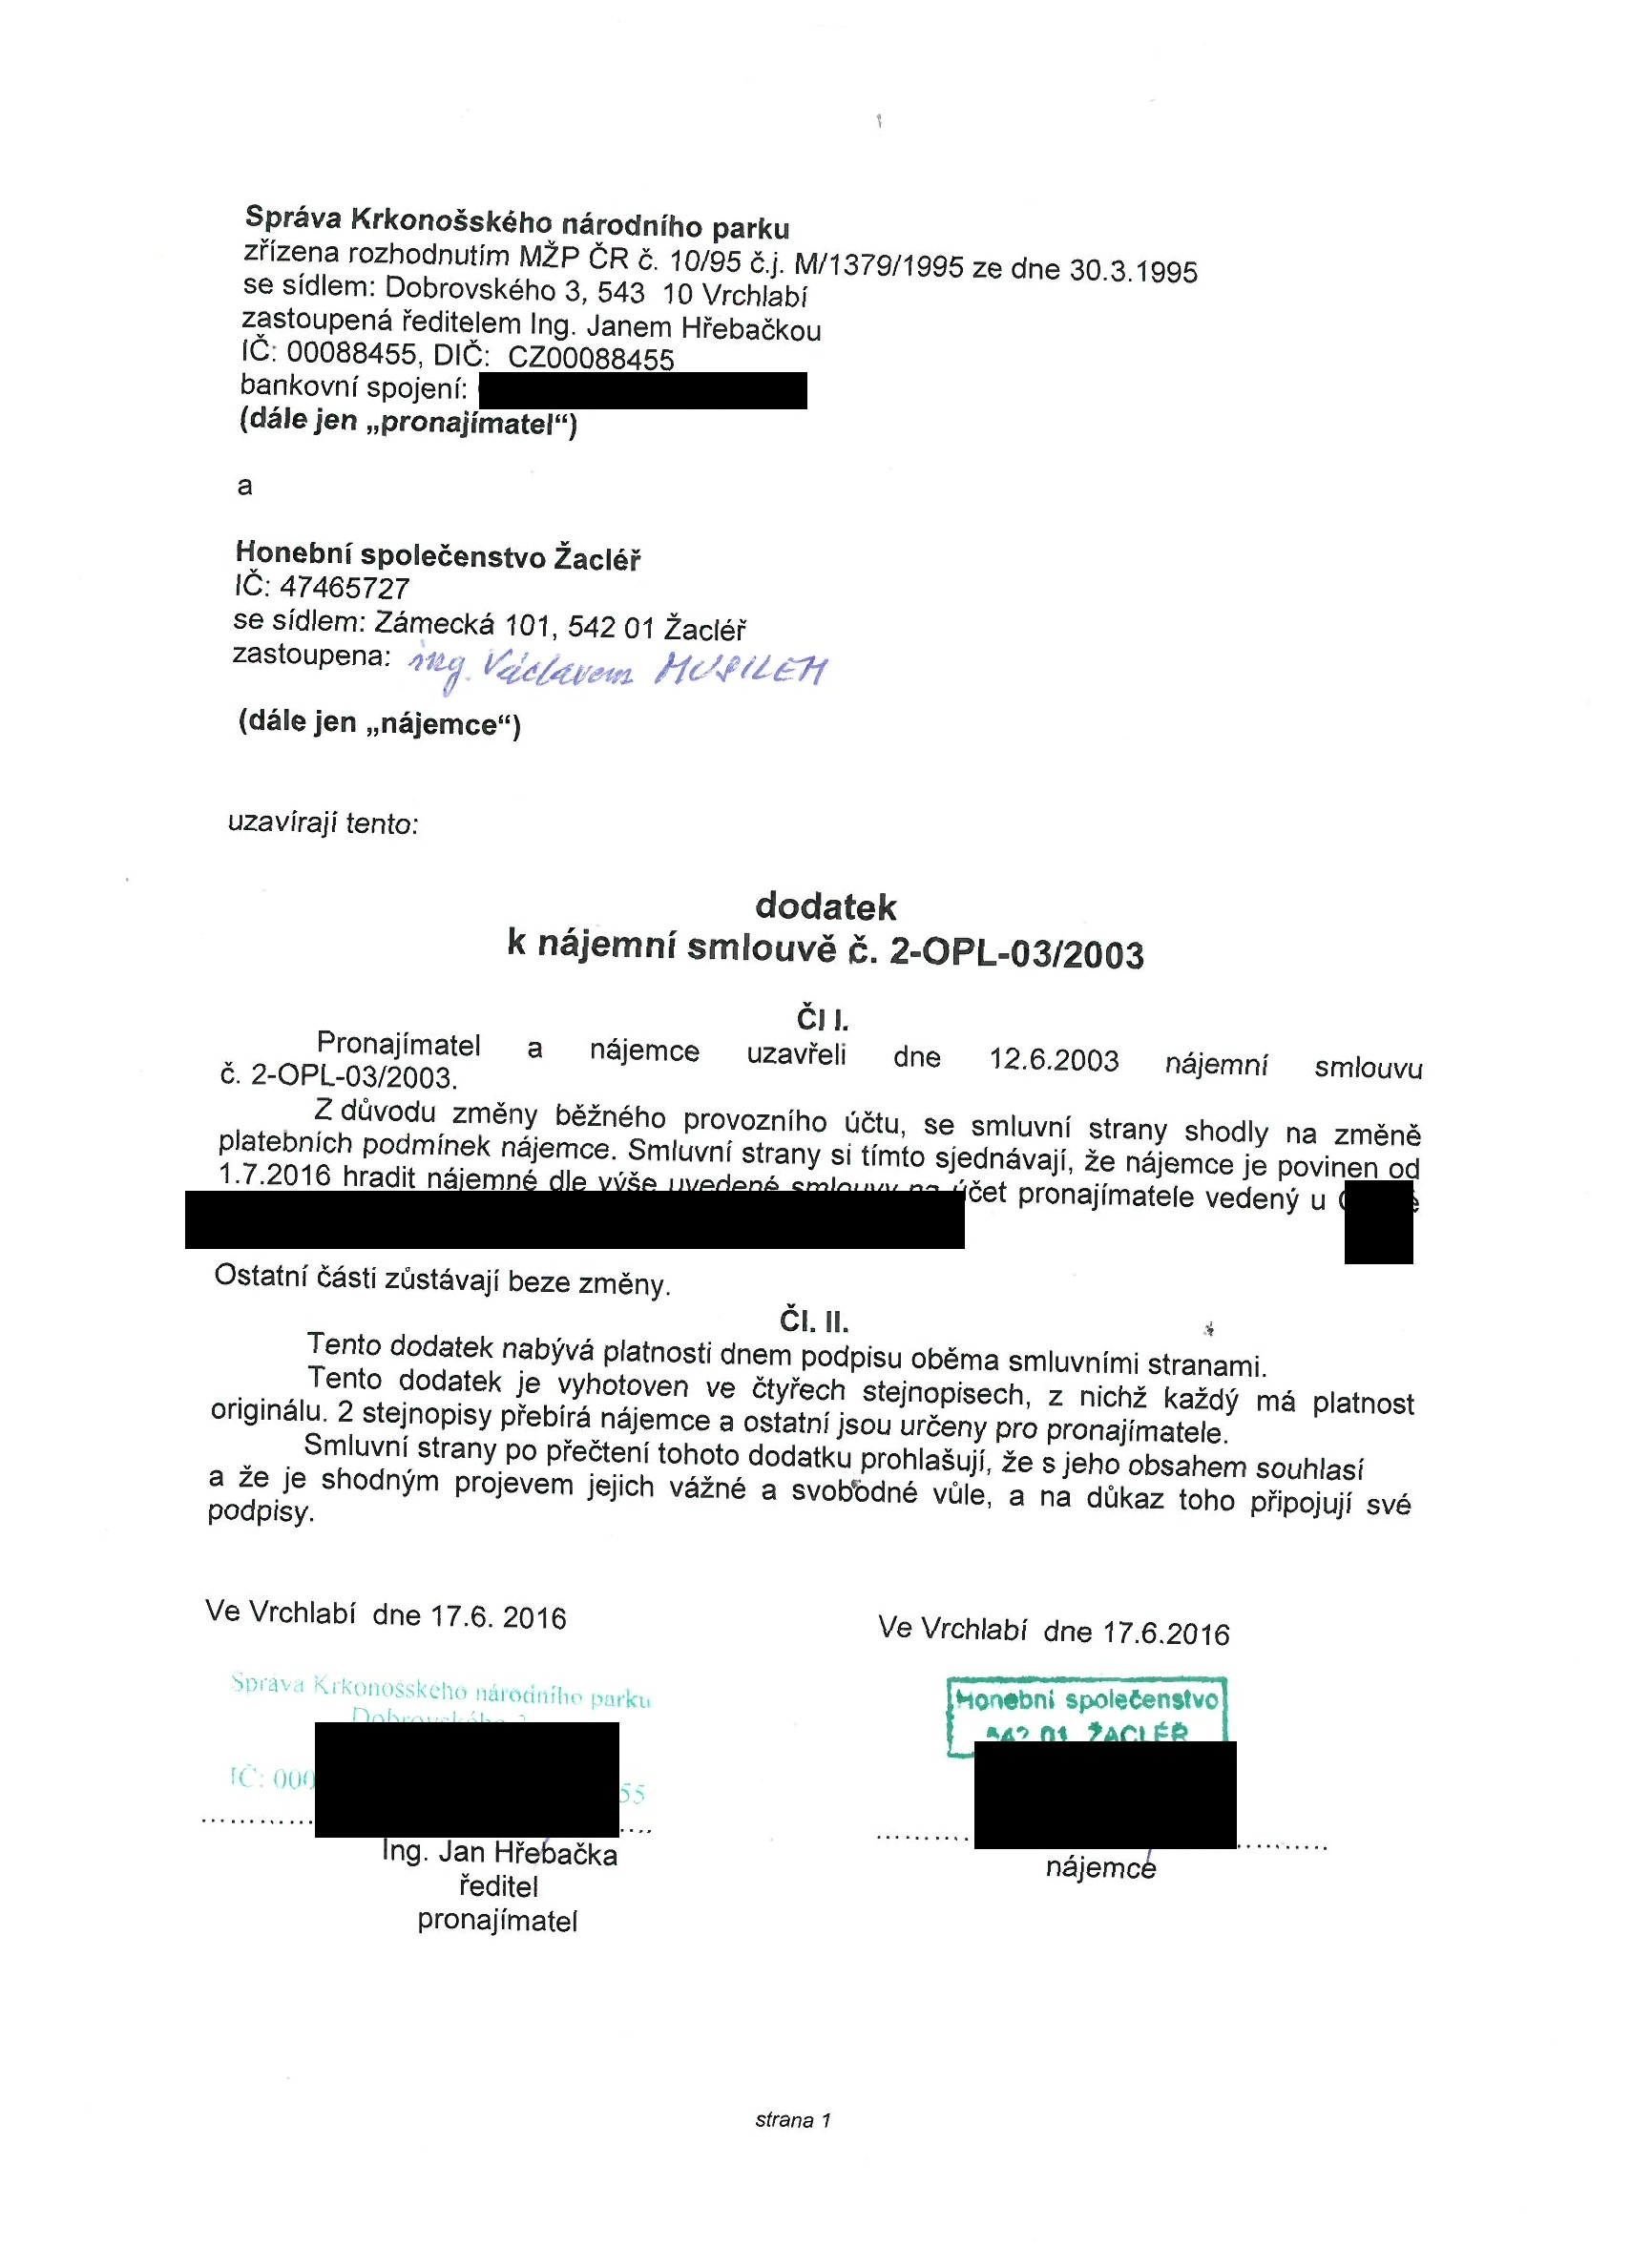 Správa Krkonošského národního parku
zřízena rozhodnutím MŽP ČR č. 10/95 č.j. M/1379/1995 ze dne 30.3.1995
se sídlem: Dobrovského 3, 543 10 Vrchlabí
zastoupená ředitelem Ing. Janem Hřebačkou
IČ: 00088455, DIČ: CZ00088455
bankovní spojení:
(dále jen „pronajímatel“)
a
Honební společenstvo Žacléř
IČ: 47465727
se sídlem: Zámecká 101, 542 01 Žacléř
zastoupena: ing. Václavem MUSILEM
(dále jen „nájemce“)
uzavírají tento:
dodatek
k nájemní smlouvě č. 2-OPL-03/2003
Čl I.
Pronajímatel a nájemce uzavřeli dne 12.6.2003 nájemní smlouvu
č. 2-OPL-03/2003.
Z důvodu změny běžného provozního účtu, se smluvní strany shodly na změně
platebních podmínek nájemce. Smluvní strany si tímto sjednávají, že nájemce je povinen od
1.7.2016 hradit nájemné dle výše uvedené smlouvy na účet pronajímatele vedený u
Ostatní části zůstávají beze změny.
Čl. II.
Tento dodatek nabývá platnosti dnem podpisu oběma smluvními stranami.
Tento dodatek je vyhotoven ve čtyřech stejnopisech, z nichž každý má platnost
originálu. 2 stejnopisy přebírá nájemce a ostatní jsou určeny pro pronajímatele.
Smluvní strany po přečtení tohoto dodatku prohlašují, že s jeho obsahem souhlasí
a že je shodným projevem jejich vážné a svobodné vůle, a na důkaz toho připojují své
podpisy.
Ve Vrchlabí dne 17.6. 2016
Ve Vrchlabí dne 17.6.2016
Správa Krkonošského národního parku
Dobrovského 3
IČ: 000
55
Honební společenstvo
542 01 ŽACLÉŘ
Ing. Jan Hřebačka
ředitel
pronajímatel
nájemce
strana 1